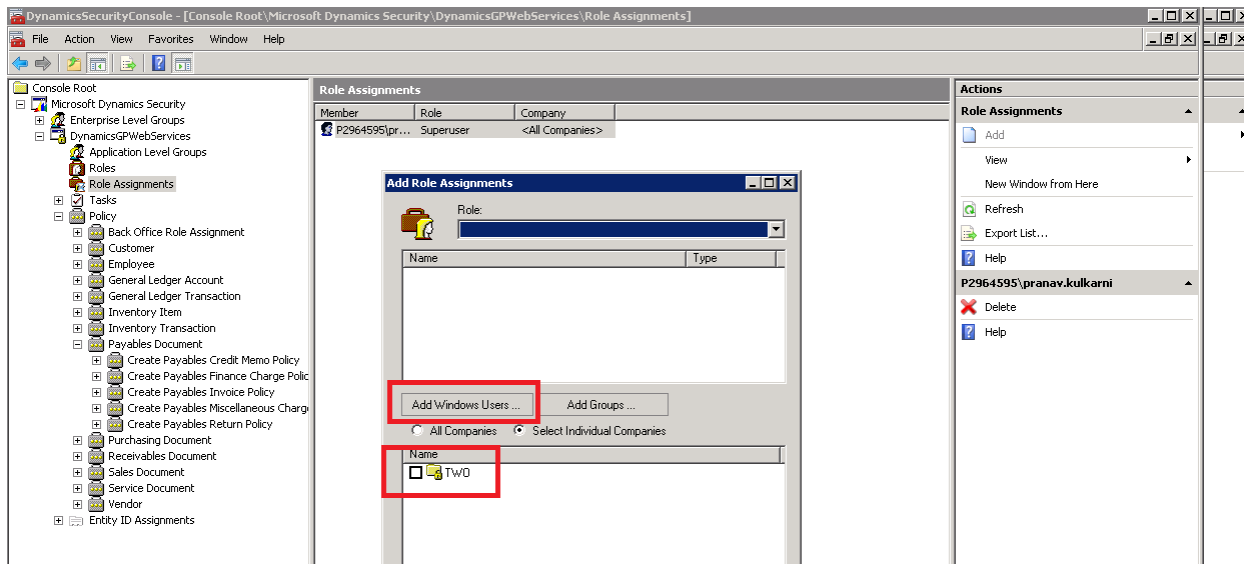 DynamicsSecurityConsole - [Console Root\Microsoft Dynamics Security\DynamicsGPWebServices\Role Assignments]
File Action View Favorites Window Help
Console Root
Microsoft Dynamics Security
Enterprise Level Groups
DynamicsGPWebServices
Application Level Groups
Roles
Role Assignments
Tasks
Policy
Back Office Role Assignment
Customer
Employee
General Ledger Account
General Ledger Transaction
Inventory Item
Inventory Transaction
Payables Document
Create Payables Credit Memo Policy
Create Payables Finance Charge Polic
Create Payables Invoice Policy
Create Payables Miscellaneous Charg
Create Payables Return Policy
Purchasing Document
Receivables Document
Sales Document
Service Document
Vendor
Entity ID Assignments
Role Assignments
Member Role Company
P2964595\pr... Superuser <All Companies>
Add Role Assignments
Role:
Name Type
Add Windows Users ... Add Groups ...
All Companies Select Individual Companies
Name
TWO
Actions
Role Assignments
Add
View
New Window from Here
Refresh
Export List...
Help
P2964595\pranav.kulkarni
Delete
Help